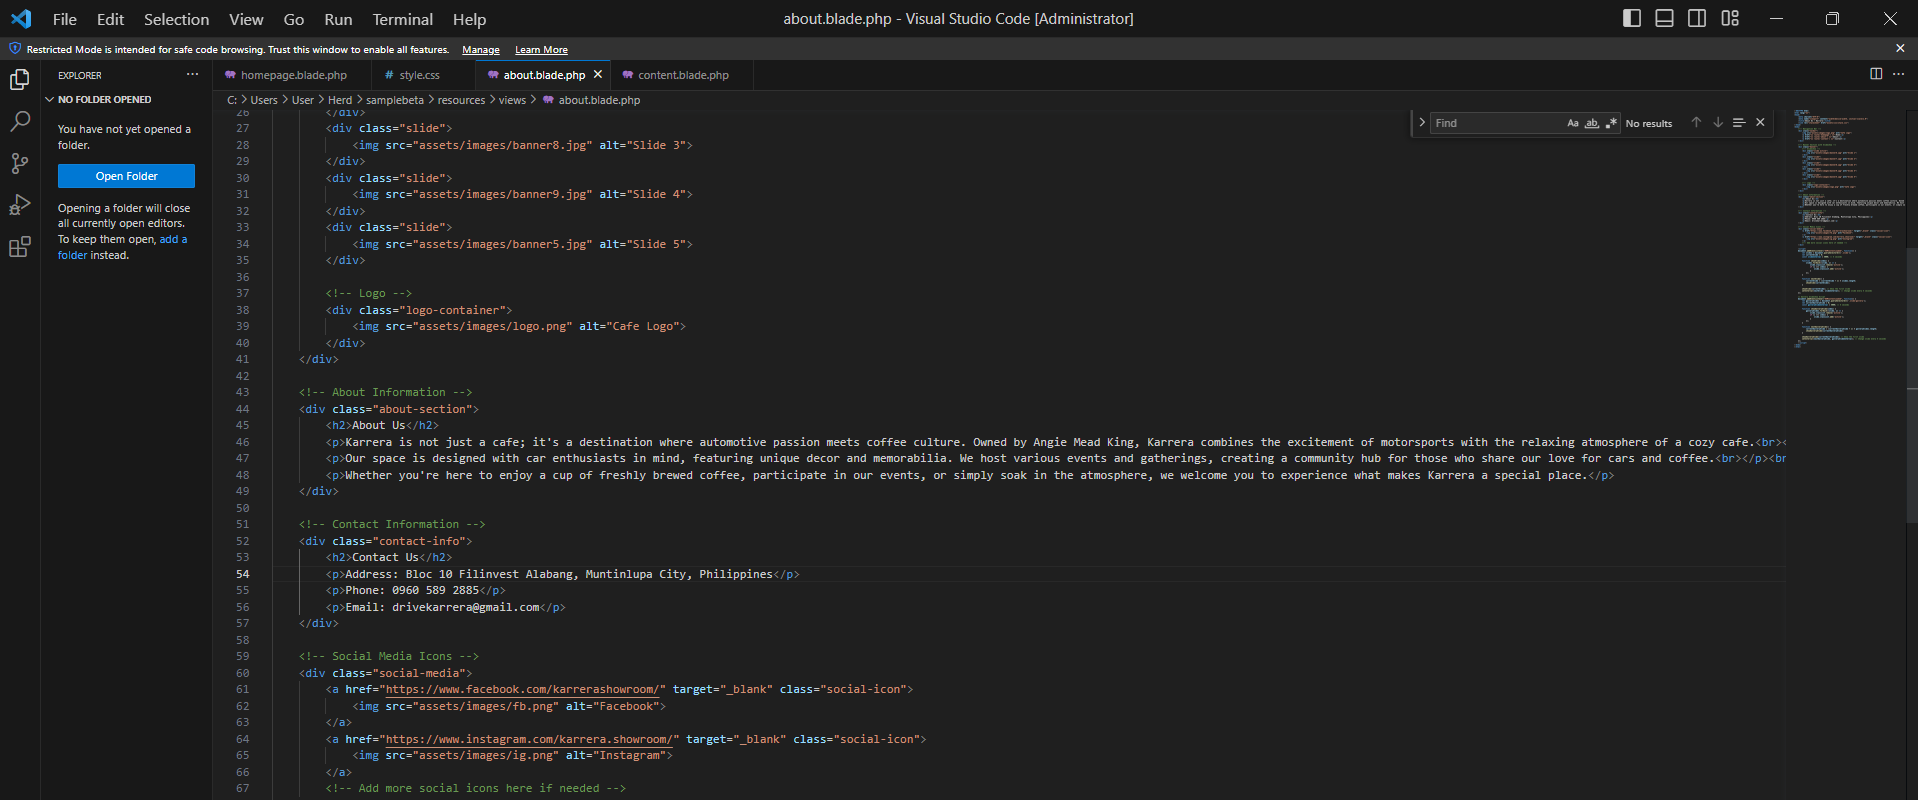 File Edit Selection View Go Run Terminal Help
about.blade.php - Visual Studio Code [Administrator]
Restricted Mode is intended for safe code browsing. Trust this window to enable all features. Manage Learn More
EXPLORER
NO FOLDER OPENED
You have not yet opened a
folder.
Open Folder
Opening a folder will close
all currently open editors.
To keep them open, add a
folder instead.
homepage.blade.php
# style.css
about.blade.php
content.blade.php
C: > Users > User > Herd > samplebeta > resources > views > about.blade.php
Find
Aa ab .* No results
26 </div>
27 <div class="slide">
28 <img src="assets/images/banner8.jpg" alt="Slide 3">
29 </div>
30 <div class="slide">
31 <img src="assets/images/banner9.jpg" alt="Slide 4">
32 </div>
33 <div class="slide">
34 <img src="assets/images/banner5.jpg" alt="Slide 5">
35 </div>
36
37 <!-- Logo -->
38 <div class="logo-container">
39 <img src="assets/images/logo.png" alt="Cafe Logo">
40 </div>
41 </div>
42
43 <!-- About Information -->
44 <div class="about-section">
45 <h2>About Us</h2>
46 <p>Karrera is not just a cafe; it's a destination where automotive passion meets coffee culture. Owned by Angie Mead King, Karrera combines the excitement of motorsports with the relaxing atmosphere of a cozy cafe.<br><
47 <p>Our space is designed with car enthusiasts in mind, featuring unique decor and memorabilia. We host various events and gatherings, creating a community hub for those who share our love for cars and coffee.<br></p><br
48 <p>Whether you're here to enjoy a cup of freshly brewed coffee, participate in our events, or simply soak in the atmosphere, we welcome you to experience what makes Karrera a special place.</p>
49 </div>
50
51 <!-- Contact Information -->
52 <div class="contact-info">
53 <h2>Contact Us</h2>
54 <p>Address: Bloc 10 Filinvest Alabang, Muntinlupa City, Philippines</p>
55 <p>Phone: 0960 589 2885</p>
56 <p>Email: drivekarrera@gmail.com</p>
57 </div>
58
59 <!-- Social Media Icons -->
60 <div class="social-media">
61 <a href="https://www.facebook.com/karrerashowroom/" target="_blank" class="social-icon">
62 <img src="assets/images/fb.png" alt="Facebook">
63 </a>
64 <a href="https://www.instagram.com/karrera.showroom/" target="_blank" class="social-icon">
65 <img src="assets/images/ig.png" alt="Instagram">
66 </a>
67 <!-- Add more social icons here if needed -->